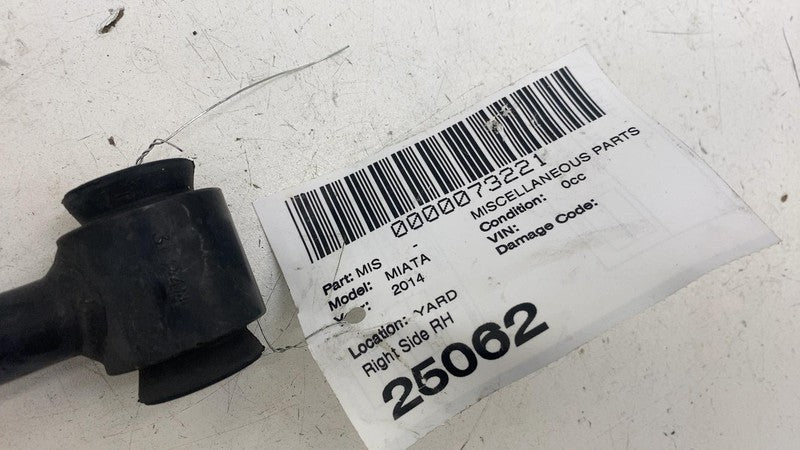 0000073221
Part: MIS - MISCELLANEOUS PARTS
Model: MIATA Condition: 0cc
2014 VIN:
Damage Code:
Location: YARD
Right Side RH
25062